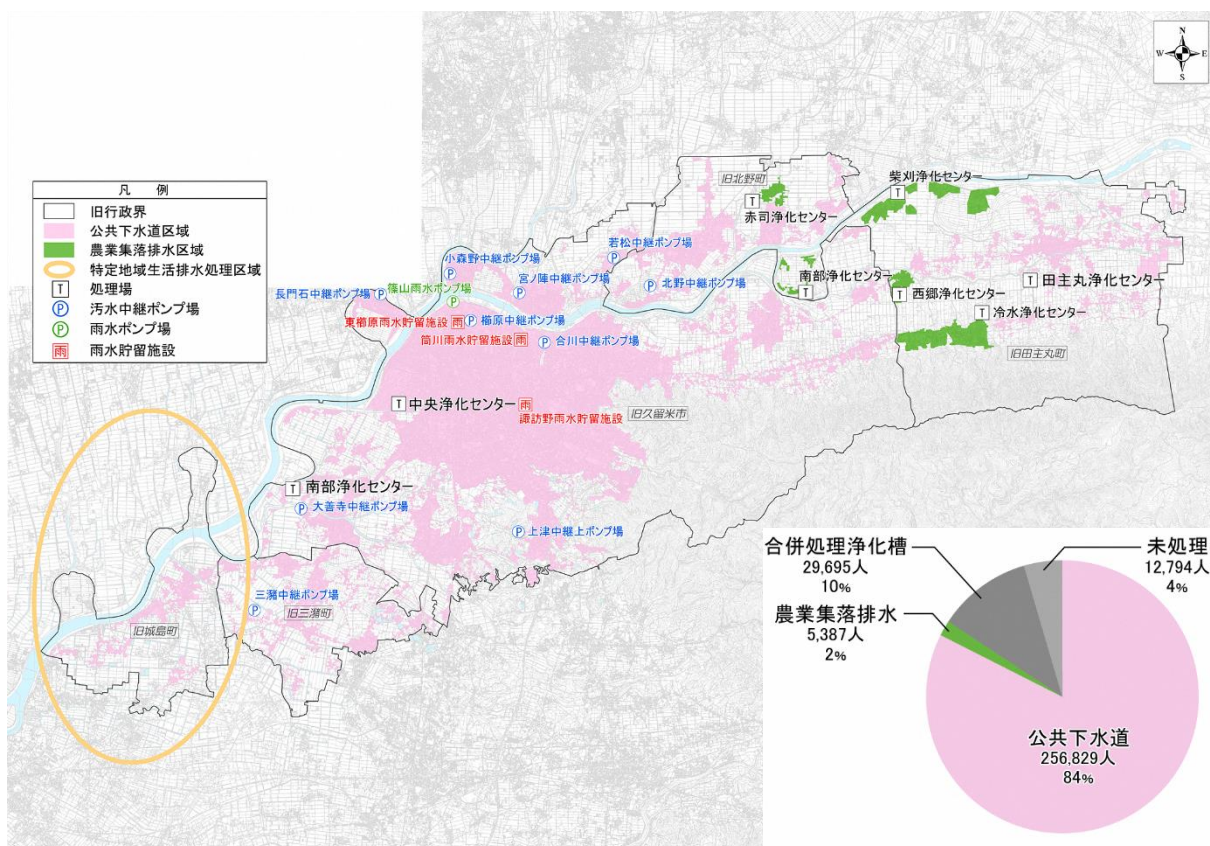 N
W
E
S
凡 例
旧行政界
公共下水道区域
農業集落排水区域
特定地域生活排水処理区域
T 処理場
P 汚水中継ポンプ場
P 雨水ポンプ場
雨 雨水貯留施設
旧北野町
柴刈浄化センター
T
T
赤司浄化センター
若松中継ポンプ場
P
小森野中継ポンプ場
P
宮ノ陣中継ポンプ場
P
P 北野中継ポンプ場
南部浄化センター
T
T
西郷浄化センター
T 田主丸浄化センター
T 冷水浄化センター
長門石中継ポンプ場 P
篠山雨水ポンプ場
P
東櫛原雨水貯留施設 雨
P 櫛原中継ポンプ場
筒川雨水貯留施設 雨
P 合川中継ポンプ場
旧田主丸町
T 中央浄化センター
雨
諏訪野雨水貯留施設
旧久留米市
T 南部浄化センター
P 大善寺中継ポンプ場
P 上津中継上ポンプ場
三潴中継ポンプ場
P
旧三潴町
旧城島町
合併処理浄化槽
29,695人
10%
未処理
12,794人
4%
農業集落排水
5,387人
2%
公共下水道
256,829人
84%